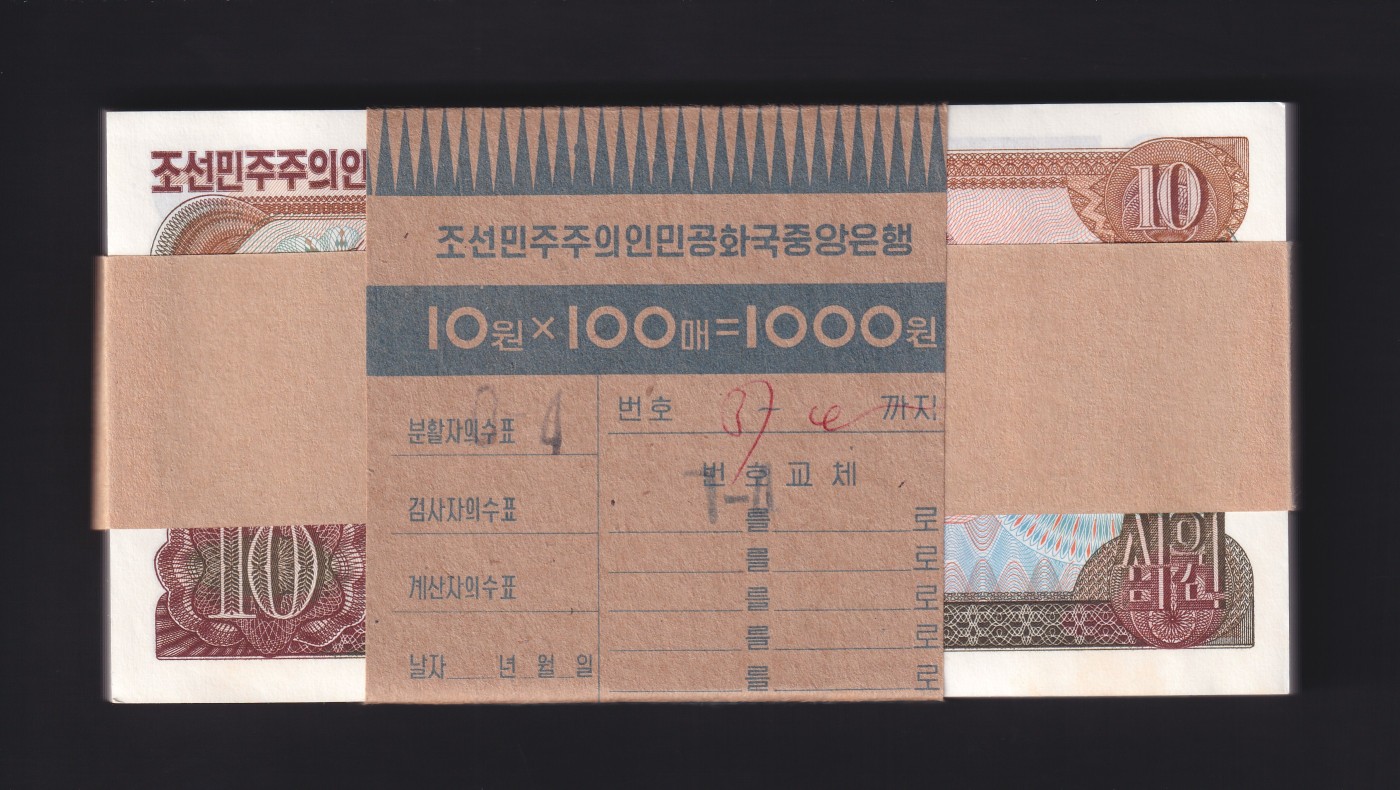 조선민주주의인
10
조선민주주의인민공화국중앙은행
10원×100매=1000원
분활자의수표
번호 37- 까지
번호교체
를 로
검사자의수표
를 로
계산자의수표
를 로
를 로
날자 년 월 일
를 로
10
십원